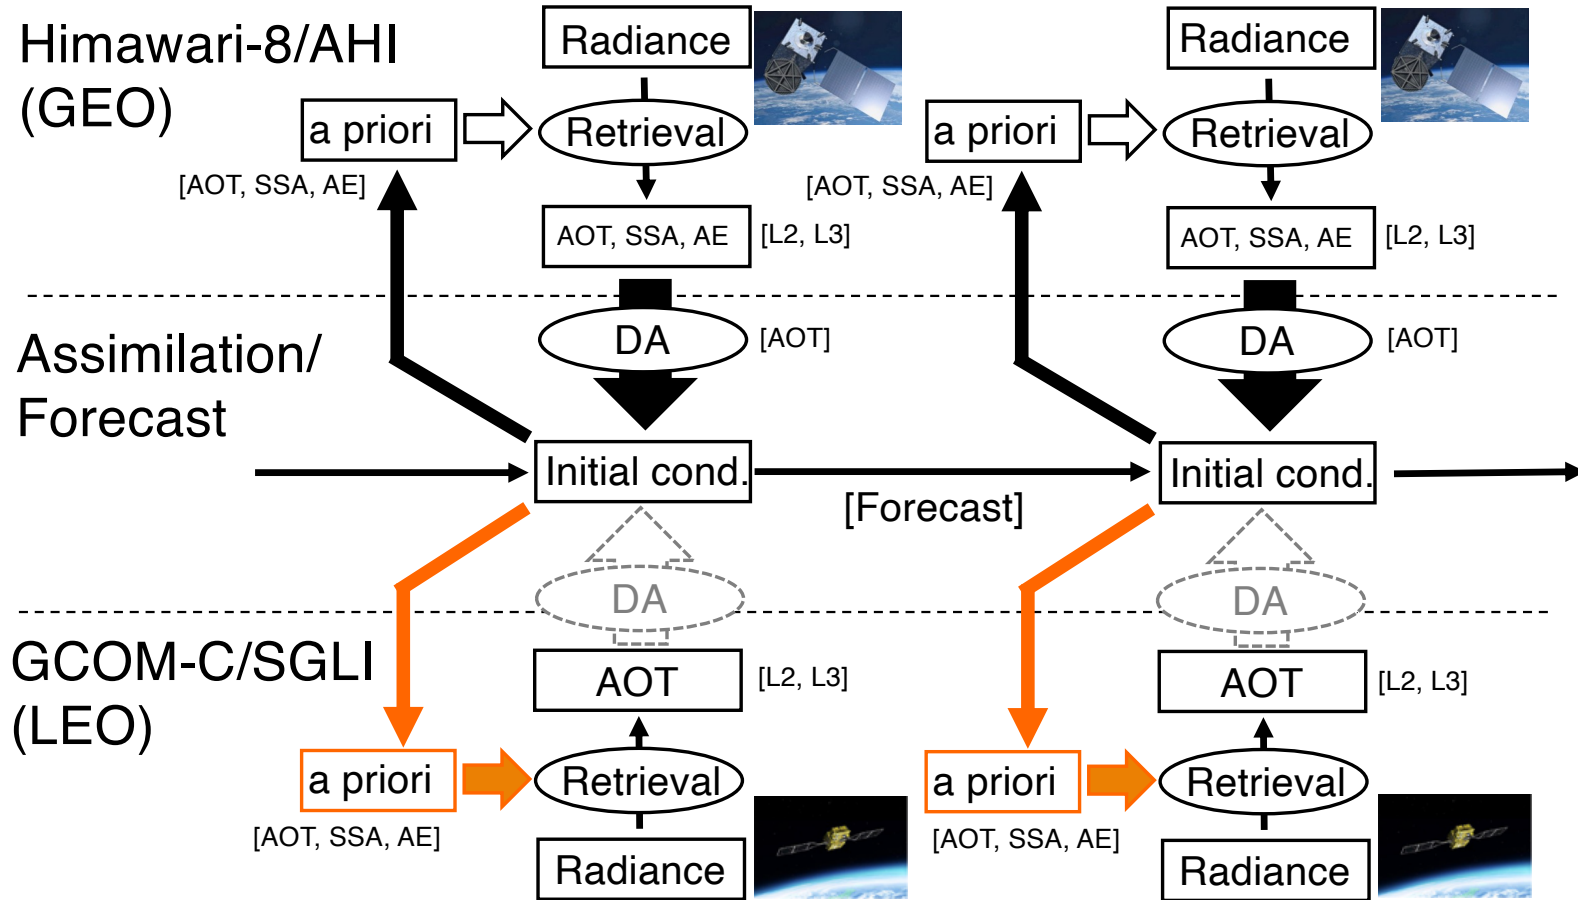 Himawari-8/AHI
(GEO)
Radiance
Radiance
a priori
Retrieval
a priori
Retrieval
[AOT, SSA, AE]
[AOT, SSA, AE]
AOT, SSA, AE
[L2, L3]
AOT, SSA, AE
[L2, L3]
Assimilation/
Forecast
DA
[AOT]
DA
[AOT]
Initial cond.
[Forecast]
Initial cond.
DA
DA
GCOM-C/SGLI
(LEO)
AOT
[L2, L3]
AOT
[L2, L3]
a priori
Retrieval
a priori
Retrieval
[AOT, SSA, AE]
[AOT, SSA, AE]
Radiance
Radiance